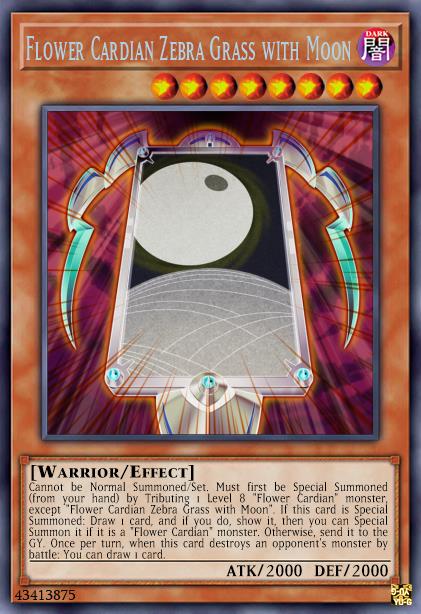 Flower Cardian Zebra Grass with Moon
DARK
闇
[Warrior/Effect]
Cannot be Normal Summoned/Set. Must first be Special Summoned
(from your hand) by Tributing 1 Level 8 "Flower Cardian" monster,
except "Flower Cardian Zebra Grass with Moon". If this card is Special
Summoned: Draw 1 card, and if you do, show it, then you can Special
Summon it if it is a "Flower Cardian" monster. Otherwise, send it to the
GY. Once per turn, when this card destroys an opponent's monster by
battle: You can draw 1 card.
ATK/2000 DEF/2000
43413875